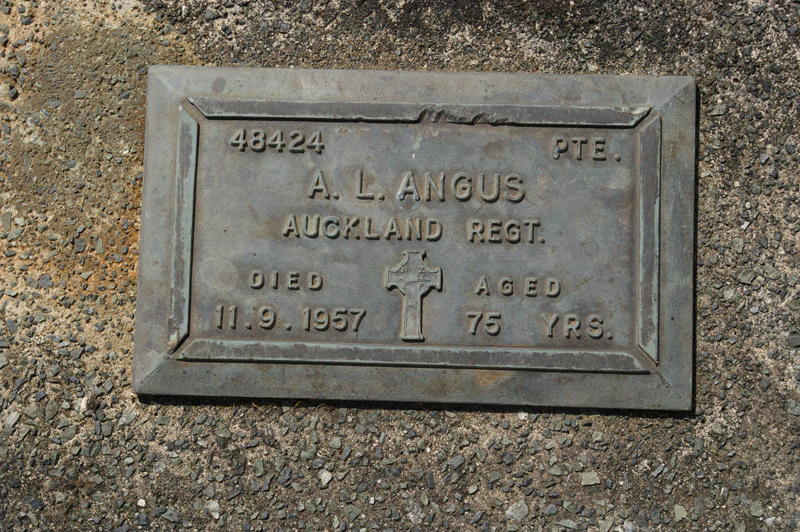 48424 PTE.
A. L. ANGUS
AUCKLAND REGT.
DIED AGED
11.9.1957 75 YRS.